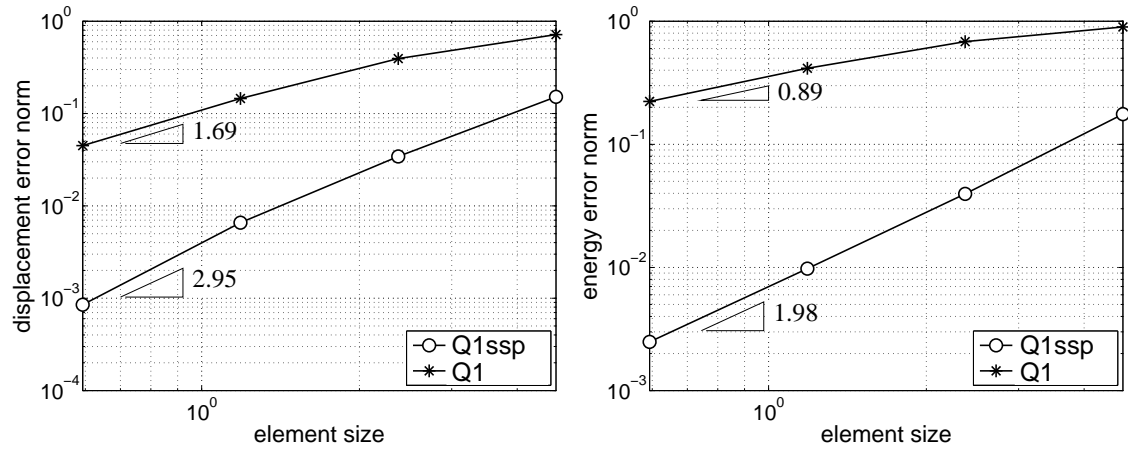 10^0
10^−1
10^−2
10^−3
10^−4
displacement error norm
1.69
2.95
Q1ssp
Q1
10^0
element size
10^0
10^−1
10^−2
10^−3
energy error norm
0.89
1.98
Q1ssp
Q1
10^0
element size